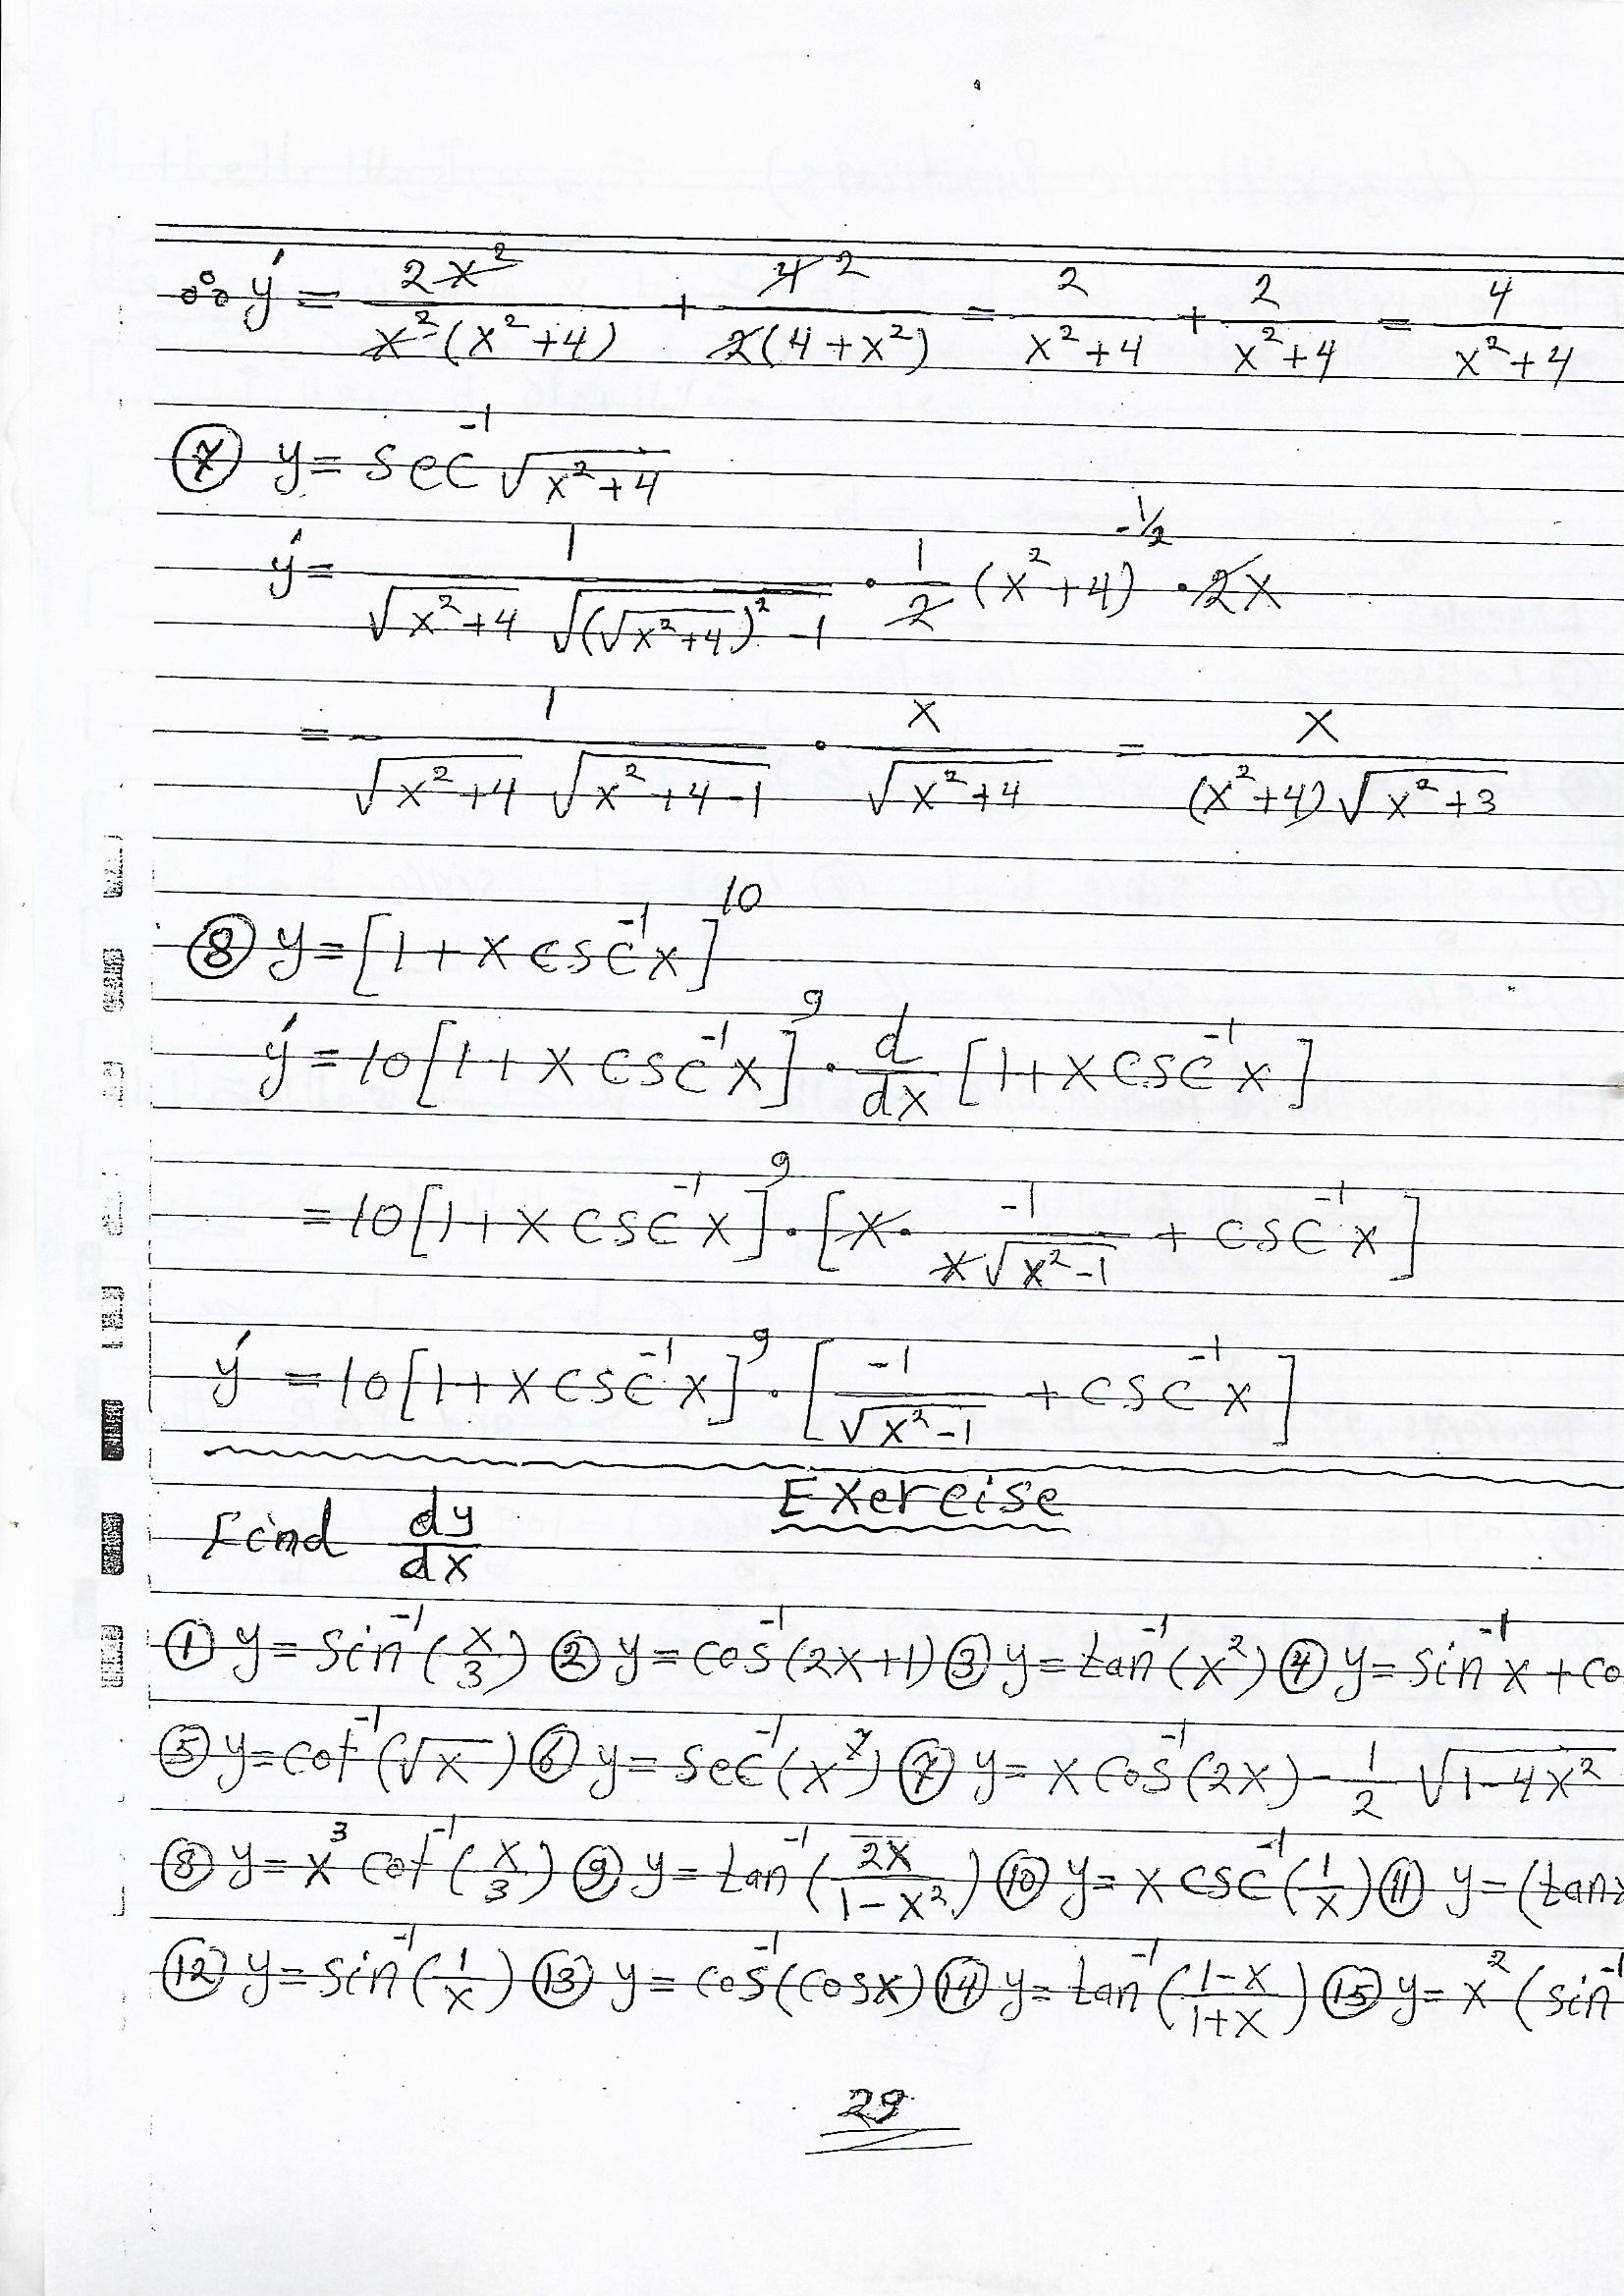 ∴ y' = 2x²/x²(x²+4) + 4 2/2(4+x²) = 2/x²+4 + 2/x²+4 = 4/x²+4
⑦ y = sec⁻¹ √x²+4
y' = 1/√x²+4 √(√x²+4)²-1 · 1/2 (x²+4)^-1/2 · 2x
= 1/√x²+4 √x²+4-1 · x/√x²+4 = x/(x²+4)√x²+3
⑧ y = [1 + x csc⁻¹x]¹⁰
y' = 10[1 + x csc⁻¹x]⁹ · d/dx [1 + x csc⁻¹x]
= 10[1 + x csc⁻¹x]⁹ · [x · -1/x√x²-1 + csc⁻¹x]
y' = 10[1 + x csc⁻¹x]⁹ · [-1/√x²-1 + csc⁻¹x]
Exercise
Find dy/dx
① y = sin⁻¹(x/3) ② y = cos⁻¹(2x+1) ③ y = tan⁻¹(x²) ④ y = sin⁻¹x + co
⑤ y = cot⁻¹(√x) ⑥ y = sec⁻¹(x⁷) ⑦ y = x cos⁻¹(2x) - 1/2 √1-4x²
⑧ y = x³ cot⁻¹(x/3) ⑨ y = tan⁻¹(2x/1-x²) ⑩ y = x csc⁻¹(1/x) ⑪ y = (tanx
⑫ y = sin⁻¹(1/x) ⑬ y = cos⁻¹(cosx) ⑭ y = tan⁻¹(1-x/1+x) ⑮ y = x² (sin⁻¹
29